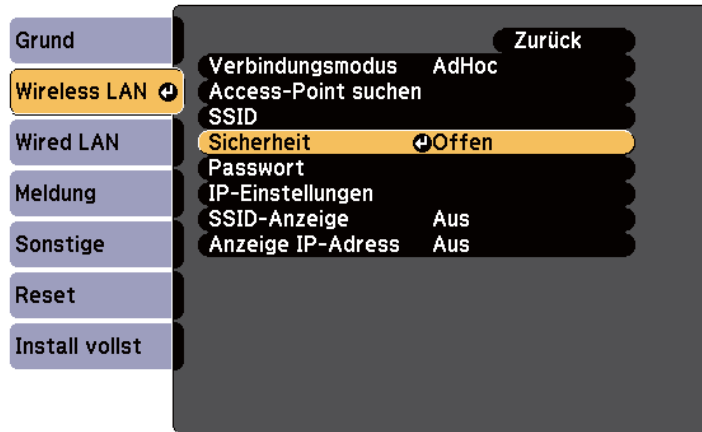 Grund
Wireless LAN
Wired LAN
Meldung
Sonstige
Reset
Install vollst
Zurück
Verbindungsmodus AdHoc
Access-Point suchen
SSID
Sicherheit Offen
Passwort
IP-Einstellungen
SSID-Anzeige Aus
Anzeige IP-Adress Aus